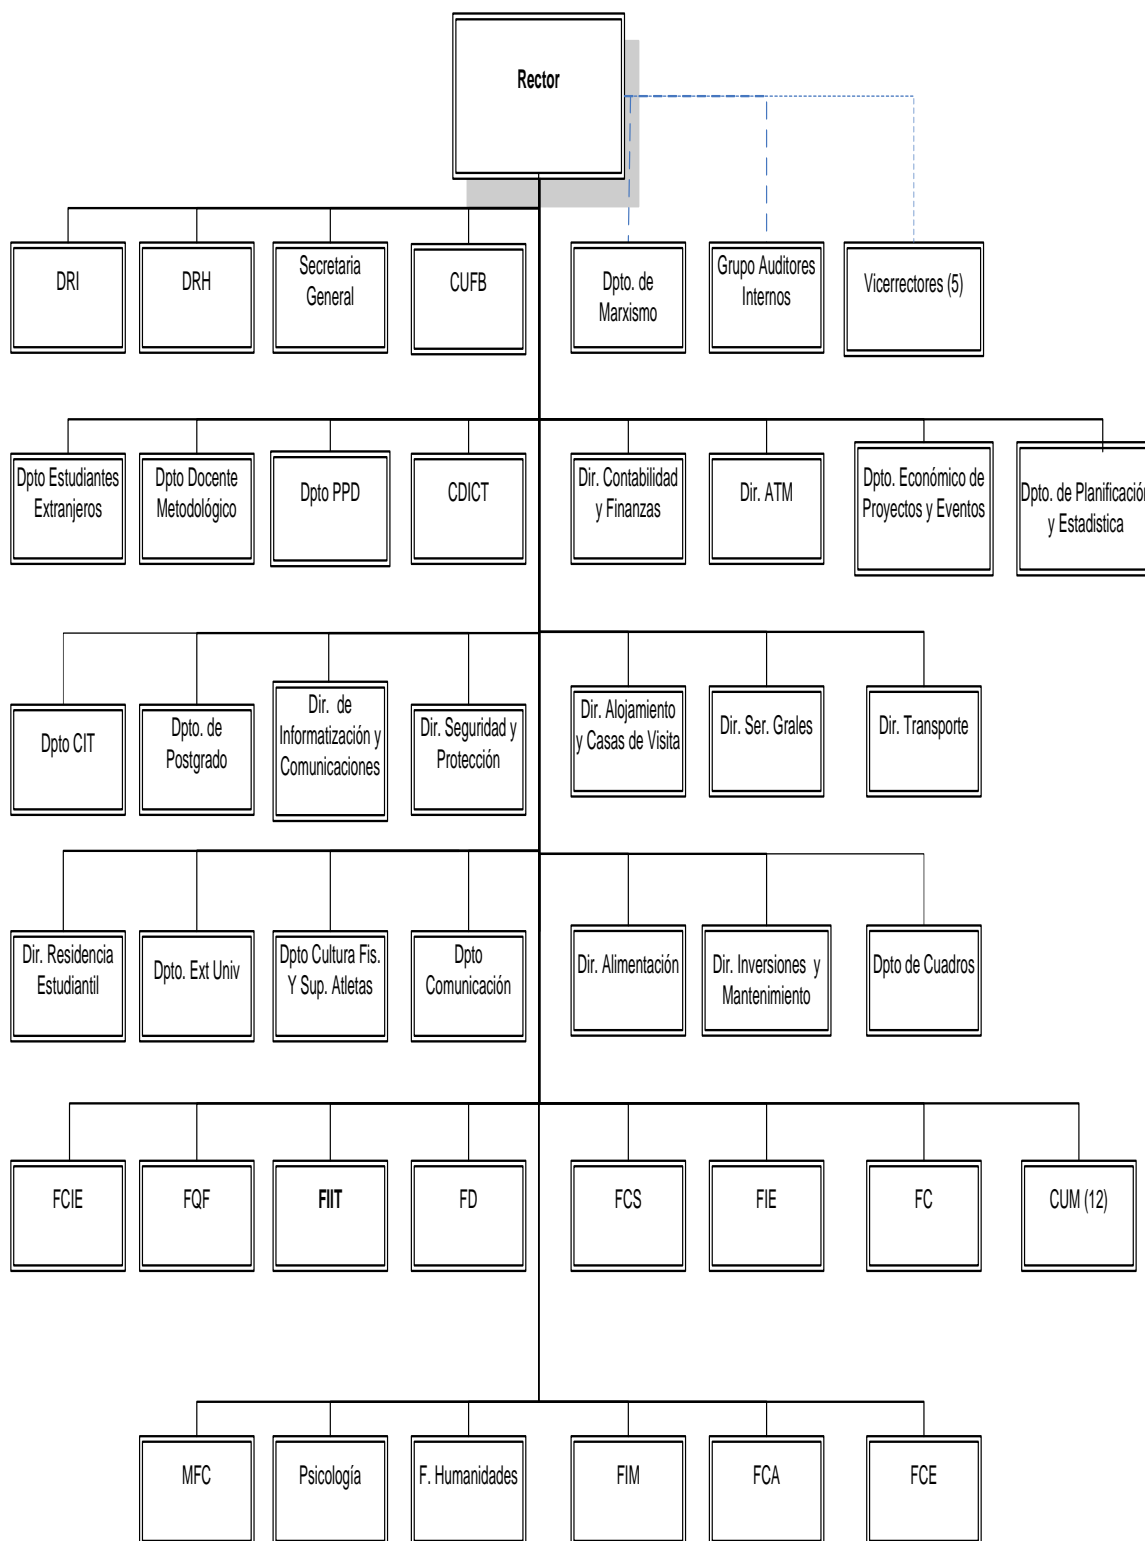 Rector
DRI
DRH
Secretaria
General
CUFB
Dpto. de
Marxismo
Grupo Auditores
Internos
Vicerrectores (5)
Dpto Estudiantes
Extranjeros
Dpto Docente
Metodológico
Dpto PPD
CDICT
Dir. Contabilidad
y Finanzas
Dir. ATM
Dpto. Económico de
Proyectos y Eventos
Dpto. de Planificación
y Estadistica
Dpto CIT
Dpto. de
Postgrado
Dir. de
Informatización y
Comunicaciones
Dir. Seguridad y
Protección
Dir. Alojamiento
y Casas de Visita
Dir. Ser. Grales
Dir. Transporte
Dir. Residencia
Estudiantil
Dpto. Ext Univ
Dpto Cultura Fis.
Y Sup. Atletas
Dpto
Comunicación
Dir. Alimentación
Dir. Inversiones y
Mantenimiento
Dpto de Cuadros
FCIE
FQF
FIIT
FD
FCS
FIE
FC
CUM (12)
MFC
Psicología
F. Humanidades
FIM
FCA
FCE